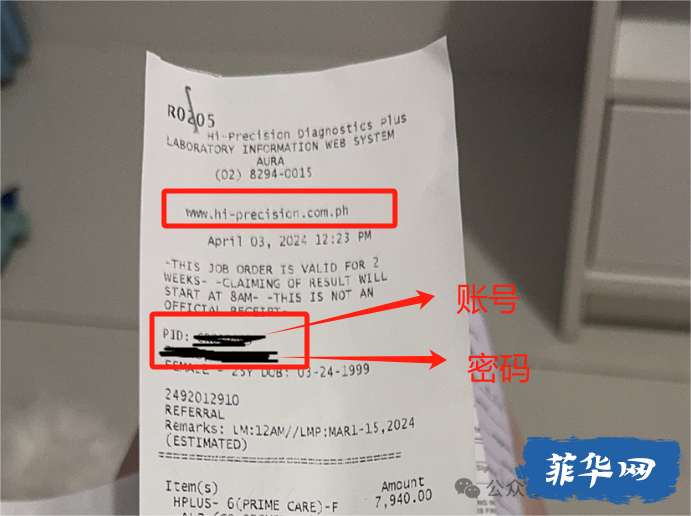 R0205
Hi-Precision Diagnostics Plus
LABORATORY INFORMATION WEB SYSTEM
AURA
(02) 8294-0015
www.hi-precision.com.ph
April 03, 2024 12:23 PM
-THIS JOB ORDER IS VALID FOR 2
WEEKS- -CLAIMING OF RESULT WILL
START AT 8AM- -THIS IS NOT AN
OFFICIAL RECEIPT-
账号
PID:
密码
FEMALE - 25Y DOB: 03-24-1999
2492012910
REFERRAL
Remarks: LM:12AM//LMP:MAR1-15,2024
(ESTIMATED)
Item(s) Amount
HPLUS- 6(PRIME CARE)-F 7,940.00
公众
菲华网